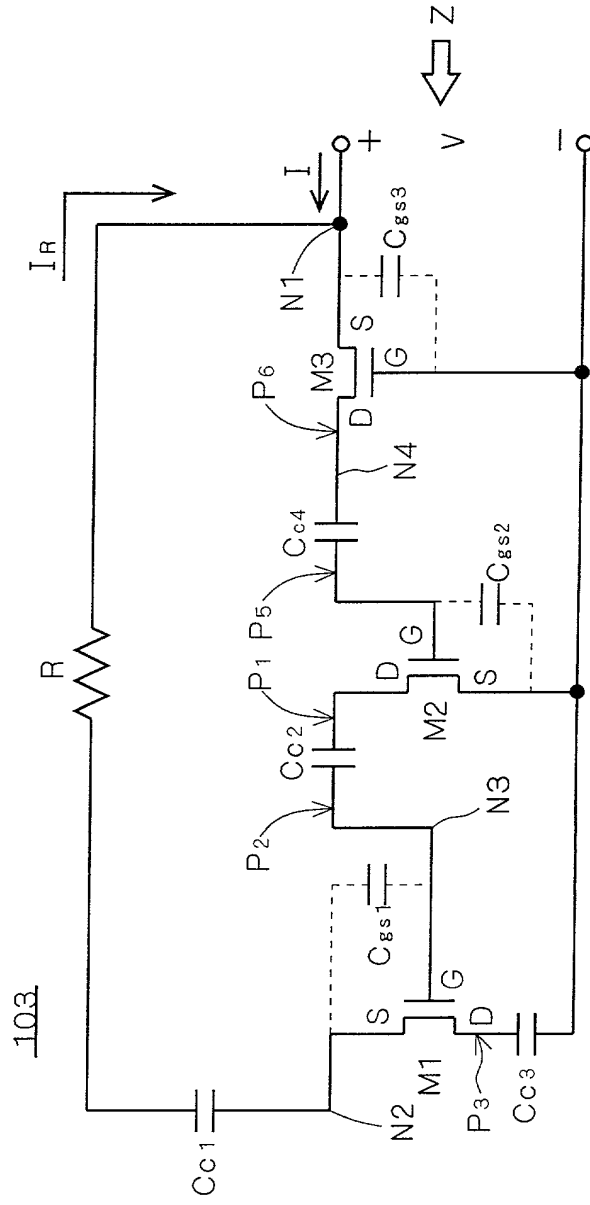 103
R
IR
I
N1
+
V
−
Z
Cc1
N2
S
G
D
M1
Cgs1
P3
Cc3
P2
Cc2
P1
N3
D
G
S
M2
P5
Cc4
Cgs2
N4
P6
D
M3
G
S
Cgs3